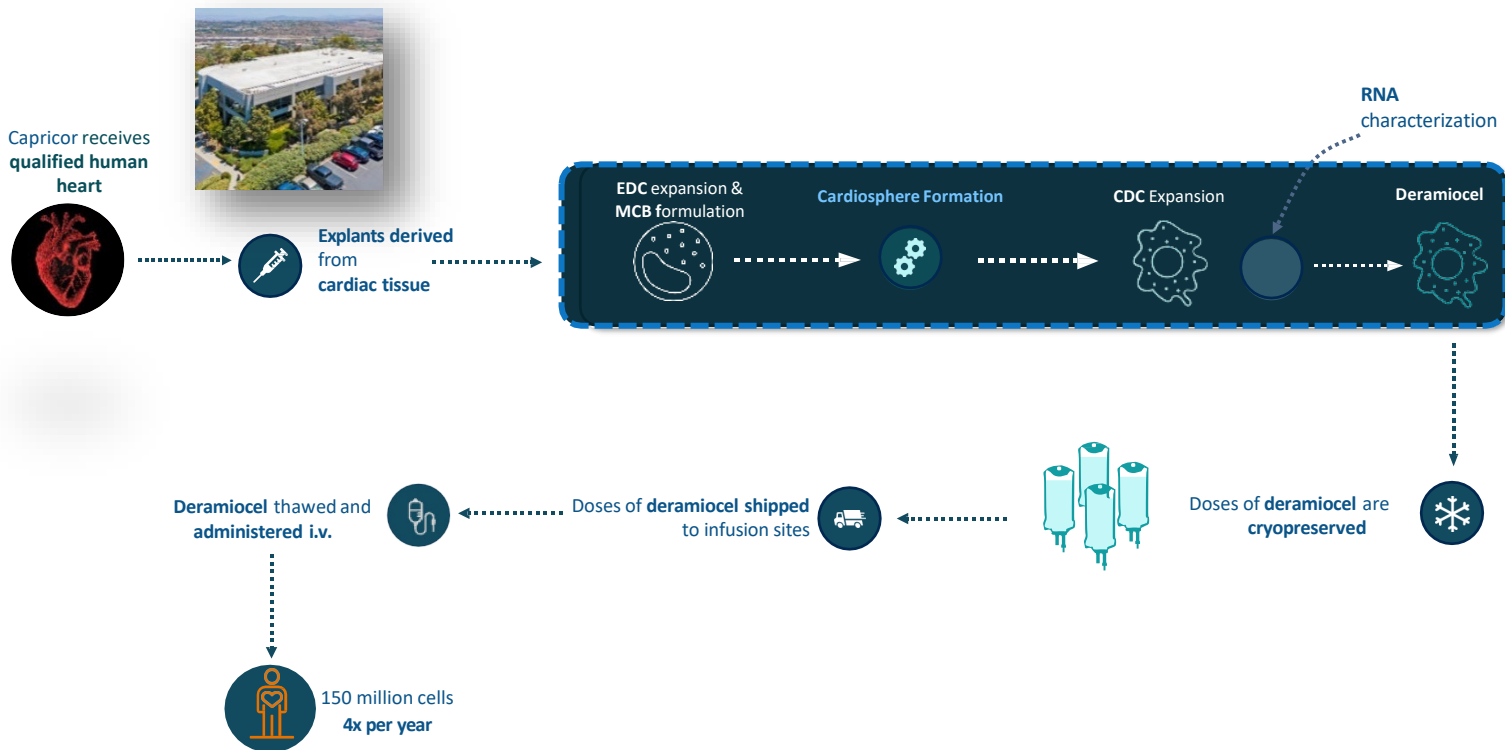 Capricor receives
qualified human
heart
Explants derived
from
cardiac tissue
EDC expansion &
MCB formulation
Cardiosphere Formation
CDC Expansion
RNA
characterization
Deramiocel
Doses of deramiocel are
cryopreserved
Doses of deramiocel shipped
to infusion sites
Deramiocel thawed and
administered i.v.
150 million cells
4x per year